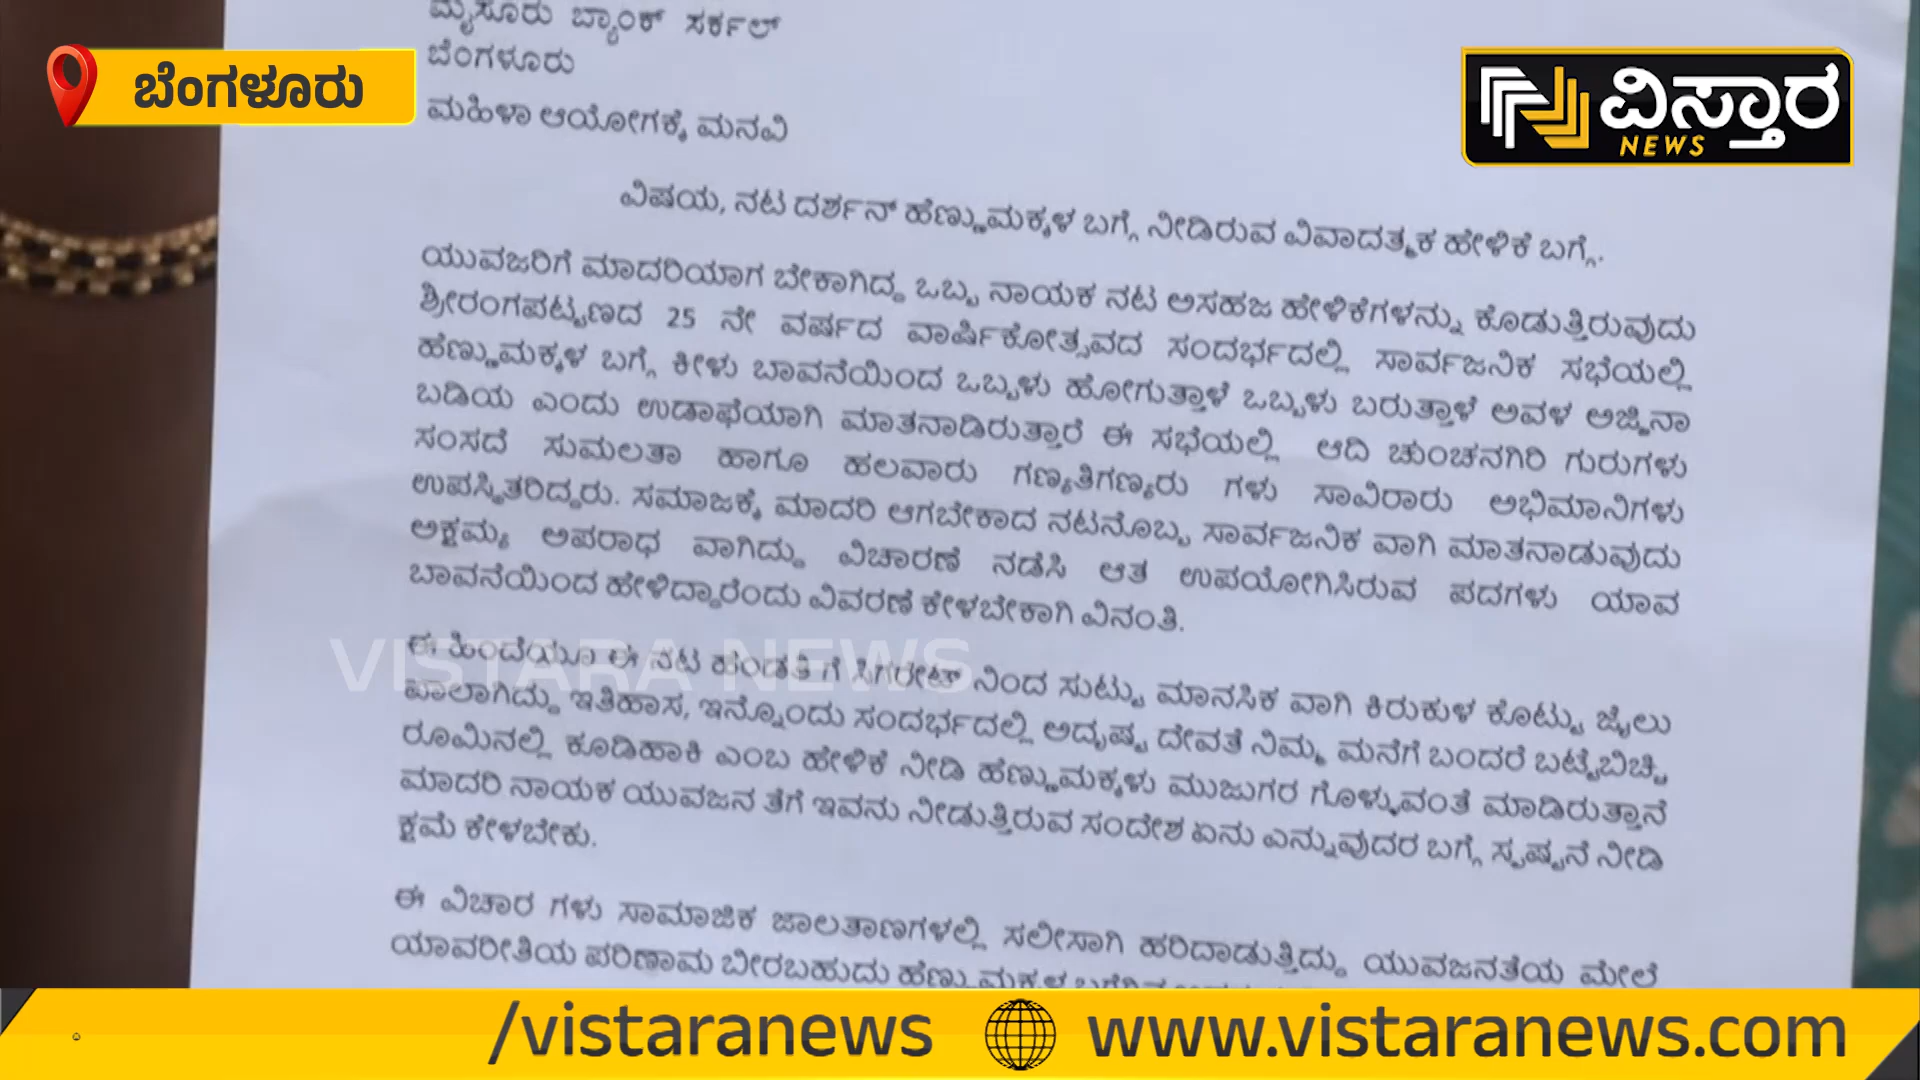 ಮೈಸೂರು ಬ್ಯಾಂಕ್ ಸರ್ಕಲ್
ಬೆಂಗಳೂರು
ಬೆಂಗಳೂರು
ವಿಸ್ತಾರ
NEWS
ಮಹಿಳಾ ಆಯೋಗಕ್ಕೆ ಮನವಿ
ವಿಷಯ, ನಟ ದರ್ಶನ್ ಹೆಣ್ಣುಮಕ್ಕಳ ಬಗ್ಗೆ ನೀಡಿರುವ ವಿವಾದತ್ಮಕ ಹೇಳಿಕೆ ಬಗ್ಗೆ.
ಯುವಜರಿಗೆ ಮಾದರಿಯಾಗ ಬೇಕಾಗಿದ್ದ ಒಬ್ಬ ನಾಯಕ ನಟ ಅಸಹಜ ಹೇಳಿಕೆಗಳನ್ನು ಕೊಡುತ್ತಿರುವುದು
ಶ್ರೀರಂಗಪಟ್ಟಣದ 25 ನೇ ವರ್ಷದ ವಾರ್ಷಿಕೋತ್ಸವದ ಸಂದರ್ಭದಲ್ಲಿ ಸಾರ್ವಜನಿಕ ಸಭೆಯಲ್ಲಿ
ಹೆಣ್ಣುಮಕ್ಕಳ ಬಗ್ಗೆ ಕೀಳು ಬಾವನೆಯಿಂದ ಒಬ್ಬಳು ಹೋಗುತ್ತಾಳೆ ಒಬ್ಬಳು ಬರುತ್ತಾಳೆ ಅವಳ ಅಜ್ಜಿನಾ
ಬಡಿಯ ಎಂದು ಉಡಾಫೆಯಾಗಿ ಮಾತನಾಡಿರುತ್ತಾರೆ ಈ ಸಭೆಯಲ್ಲಿ ಆದಿ ಚುಂಚನಗಿರಿ ಗುರುಗಳು
ಸಂಸದೆ ಸುಮಲತಾ ಹಾಗೂ ಹಲವಾರು ಗಣ್ಯತಿಗಣ್ಯರು ಗಳು ಸಾವಿರಾರು ಅಭಿಮಾನಿಗಳು
ಉಪಸ್ಥಿತರಿದ್ದರು. ಸಮಾಜಕ್ಕೆ ಮಾದರಿ ಆಗಬೇಕಾದ ನಟನೊಬ್ಬ ಸಾರ್ವಜನಿಕ ವಾಗಿ ಮಾತನಾಡುವುದು
ಅಕ್ಷಮ್ಯ ಅಪರಾಧ ವಾಗಿದ್ದು ವಿಚಾರಣೆ ನಡೆಸಿ ಆತ ಉಪಯೋಗಿಸಿರುವ ಪದಗಳು ಯಾವ
ಬಾವನೆಯಿಂದ ಹೇಳಿದ್ದಾರೆಂದು ವಿವರಣೆ ಕೇಳಬೇಕಾಗಿ ವಿನಂತಿ.
ಈ ಹಿಂದೆಯೂ ಈ ನಟ ಹೆಂಡತಿ ಗೆ ಸಿಗರೇಟ್ ನಿಂದ ಸುಟ್ಟು ಮಾನಸಿಕ ವಾಗಿ ಕಿರುಕುಳ ಕೊಟ್ಟು ಜೈಲು
ಪಾಲಾಗಿದ್ದು ಇತಿಹಾಸ, ಇನ್ನೊಂದು ಸಂದರ್ಭದಲ್ಲಿ ಅದೃಷ್ಟ ದೇವತೆ ನಿಮ್ಮ ಮನೆಗೆ ಬಂದರೆ ಬಟ್ಟೆಬಿಚ್ಚಿ
ರೂಮಿನಲ್ಲಿ ಕೂಡಿಹಾಕಿ ಎಂಬ ಹೇಳಿಕೆ ನೀಡಿ ಹೆಣ್ಣುಮಕ್ಕಳು ಮುಜುಗರ ಗೊಳ್ಳುವಂತೆ ಮಾಡಿರುತ್ತಾನೆ
ಮಾದರಿ ನಾಯಕ ಯುವಜನ ತೆಗೆ ಇವನು ನೀಡುತ್ತಿರುವ ಸಂದೇಶ ಏನು ಎನ್ನುವುದರ ಬಗ್ಗೆ ಸ್ಪಷ್ಟನೆ ನೀಡಿ
ಕ್ಷಮೆ ಕೇಳಬೇಕು.
VISTARA NEWS
ಈ ವಿಚಾರ ಗಳು ಸಾಮಾಜಿಕ ಜಾಲತಾಣಗಳಲ್ಲಿ ಸಲೀಸಾಗಿ ಹರಿದಾಡುತ್ತಿದ್ದು ಯುವಜನತೆಯ ಮೇಲೆ
ಯಾವರೀತಿಯ ಪರಿಣಾಮ ಬೀರಬಹುದು ಹೆಣ್ಣುಮಕ್ಕಳ
/vistaranews
www.vistaranews.com